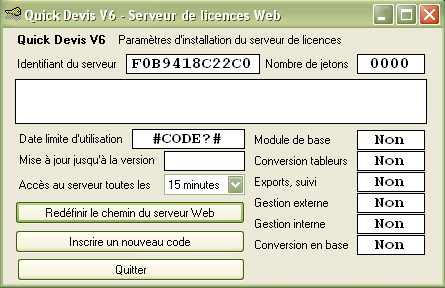 Quick Devis V6 - Serveur de licences Web
Quick Devis V6 Paramètres d'installation du serveur de licences
Identifiant du serveur F0B9418C22C0 Nombre de jetons 0000
Date limite d'utilisation #CODE?# Module de base Non
Mise à jour jusqu'à la version Conversion tableurs Non
Accès au serveur toutes les 15 minutes Exports, suivi Non
Redéfinir le chemin du serveur Web Gestion externe Non
Inscrire un nouveau code Gestion interne Non
Quitter Conversion en base Non